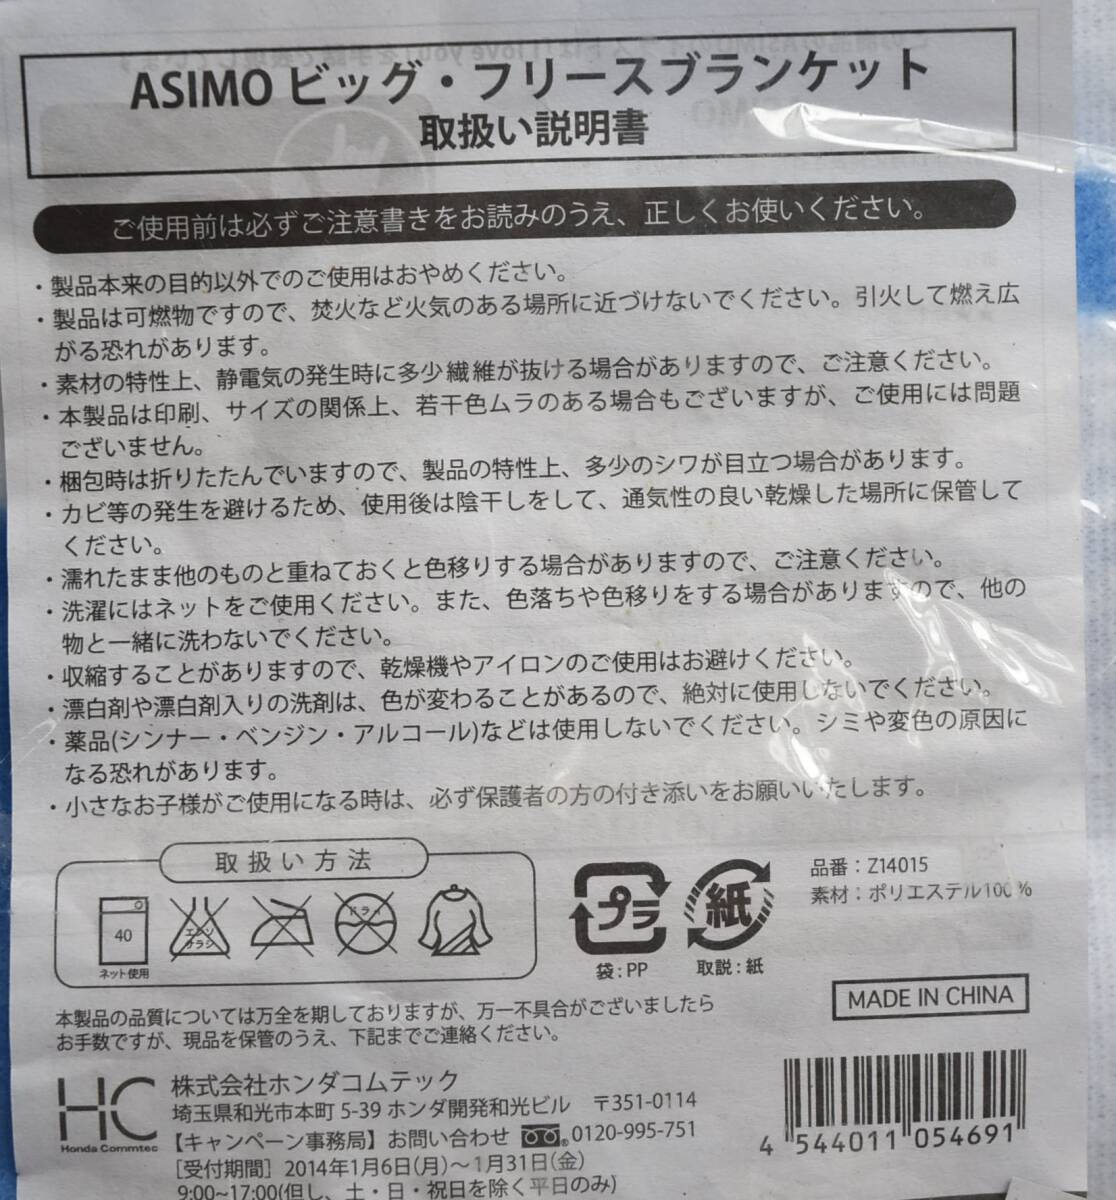 ASIMO ビッグ・フリースブランケット
取扱い説明書
ご使用前は必ずご注意書きをお読みのうえ、正しくお使いください。
・製品本来の目的以外でのご使用はおやめください。
・製品は可燃物ですので、焚火など火気のある場所に近づけないでください。引火して燃え広
がる恐れがあります。
・素材の特性上、静電気の発生時に多少繊維が抜ける場合がありますので、ご注意ください。
・本製品は印刷、サイズの関係上、若干色ムラのある場合もございますが、ご使用には問題
ございません。
・梱包時は折りたたんでいますので、製品の特性上、多少のシワが目立つ場合があります。
・カビ等の発生を避けるため、使用後は陰干しをして、通気性の良い乾燥した場所に保管して
ください。
・濡れたまま他のものと重ねておくと色移りする場合がありますので、ご注意ください。
・洗濯にはネットをご使用ください。また、色落ちや色移りをする場合がありますので、他の
物と一緒に洗わないでください。
・収縮することがありますので、乾燥機やアイロンのご使用はお避けください。
・漂白剤や漂白剤入りの洗剤は、色が変わることがあるので、絶対に使用しないでください。
・薬品(シンナー・ベンジン・アルコール)などは使用しないでください。シミや変色の原因に
なる恐れがあります。
・小さなお子様がご使用になる時は、必ず保護者の方の付き添いをお願いいたします。
取扱い方法
40
ネット使用
エンソ
サラシ
ドライ
プラ
袋：PP
紙
取説：紙
品番：Z14015
素材：ポリエステル100％
MADE IN CHINA
本製品の品質については万全を期しておりますが、万一不具合がございましたら
お手数ですが、現品を保管のうえ、下記までご連絡ください。
HC
Honda Commtec
株式会社ホンダコムテック
埼玉県和光市本町 5-39 ホンダ開発和光ビル　〒351-0114
【キャンペーン事務局】お問い合わせ 0120-995-751
［受付期間］2014年1月6日(月)～1月31日(金)
9:00~17:00(但し、土・日・祝日を除く平日のみ)
4 544011 054691